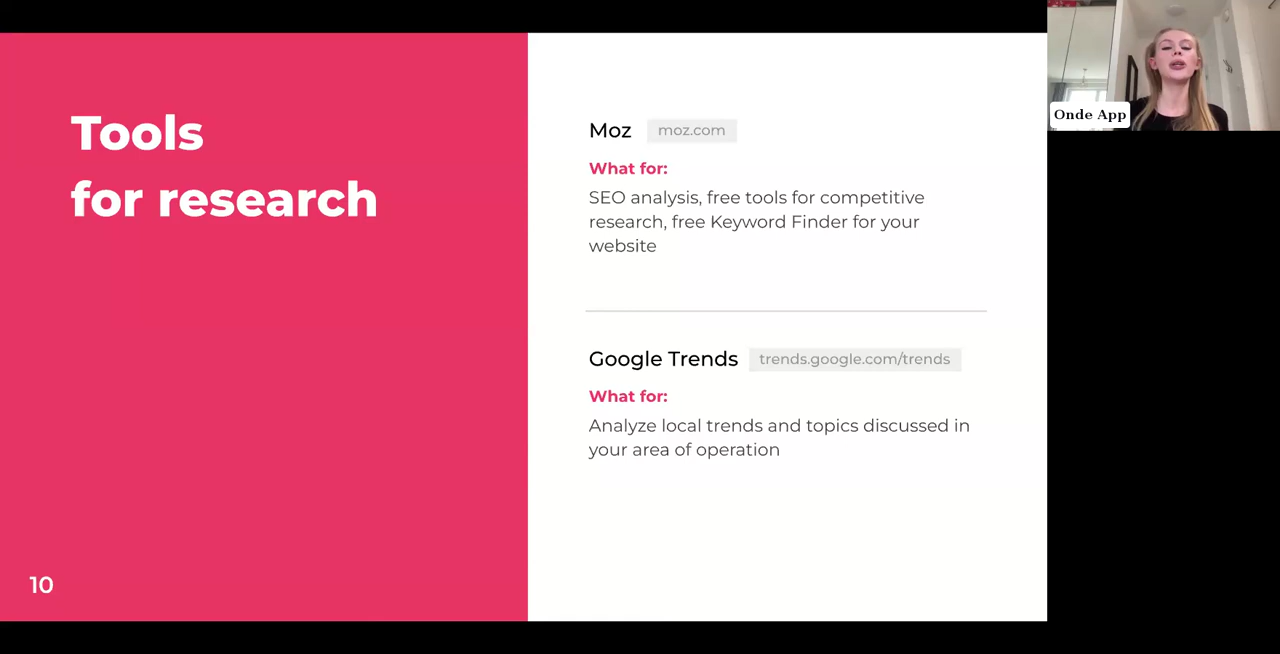 Tools
for research
Moz moz.com
What for:
SEO analysis, free tools for competitive
research, free Keyword Finder for your
website
Google Trends trends.google.com/trends
What for:
Analyze local trends and topics discussed in
your area of operation
10
Onde App